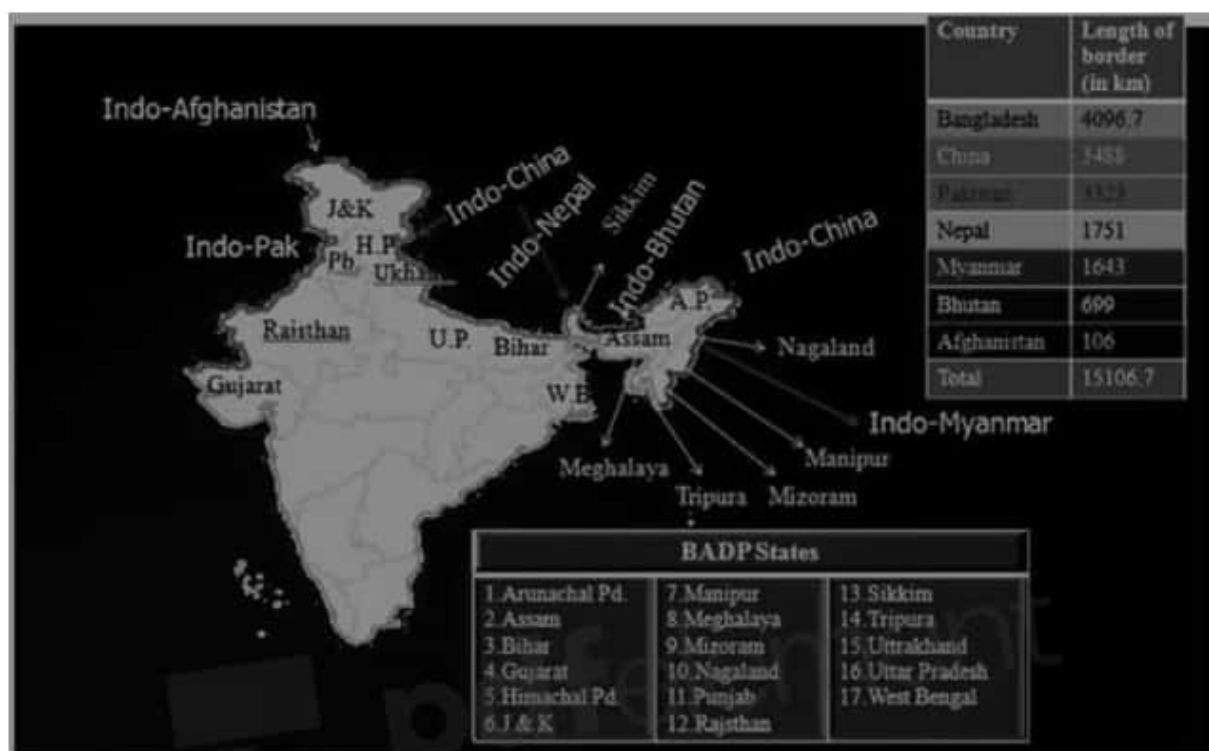 Country Length of border (in km)
Bangladesh 4096.7
China 3488
Pakistan 3323
Nepal 1751
Myanmar 1643
Bhutan 699
Afghanistan 106
Total 15106.7
Indo-Afghanistan
Indo-China
Indo-Nepal
Sikkim
Indo-Bhutan
Indo-China
J&K
Indo-Pak
H.P
Pb.
A.P.
Raisthan
U.P.
Bihar
Assam
Nagaland
Gujarat
W.B
Indo-Myanmar
Meghalaya
Manipur
Tripura
Mizoram
BADP States
1.Arunachal Pd.
2.Assam
3.Bihar
4.Gujarat
5.Himachal Pd.
6.J & K
7.Manipur
8.Meghalaya
9.Mizoram
10.Nagaland
11.Punjab
12.Rajsthan
13.Sikkim
14.Tripura
15.Uttrakhand
16.Uttar Pradesh
17.West Bengal